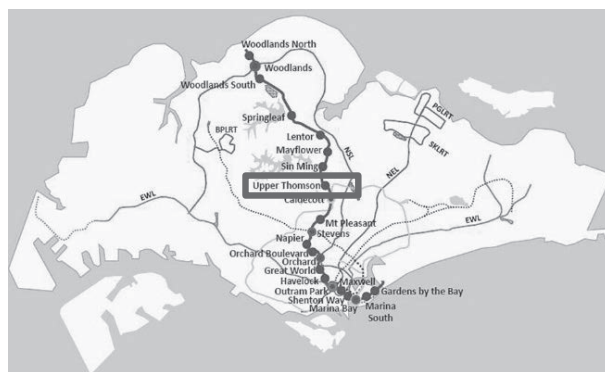 Woodlands North
Woodlands
Woodlands South
Springleaf
PGLRT
BPLRT
Lentor
SKLRT
Mayflower
NSL
Sin Ming
NEL
Upper Thomson
Caldecott
EWL
EWL
Mt Pleasant
Stevens
Napier
Orchard Boulevard
Orchard
Great World
Havelock
Maxwell
Outram Park
Gardens by the Bay
Shenton Way
Marina Bay
Marina
South